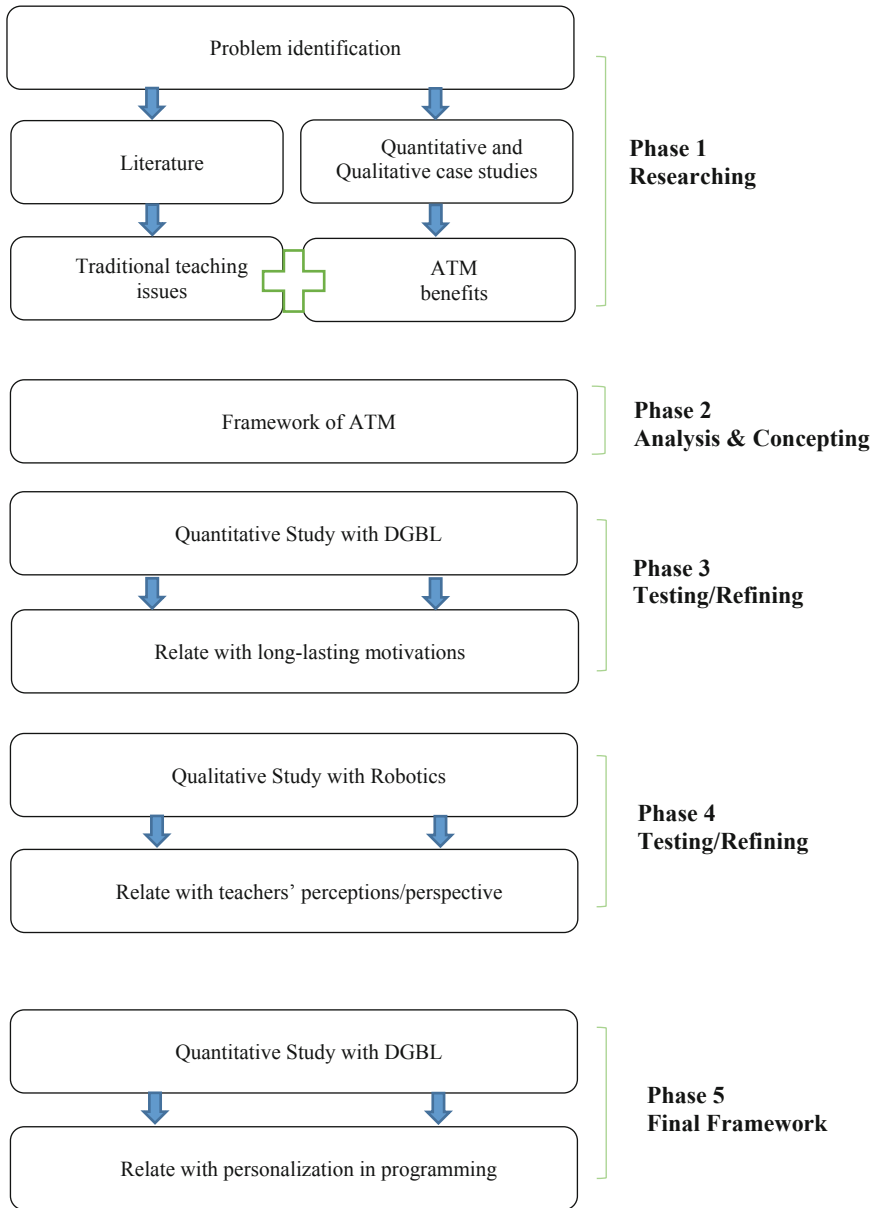 Problem identification
Literature
Quantitative and
Qualitative case studies
Traditional teaching
issues
ATM
benefits
Phase 1
Researching
Framework of ATM
Phase 2
Analysis & Concepting
Quantitative Study with DGBL
Relate with long-lasting motivations
Phase 3
Testing/Refining
Qualitative Study with Robotics
Relate with teachers’ perceptions/perspective
Phase 4
Testing/Refining
Quantitative Study with DGBL
Relate with personalization in programming
Phase 5
Final Framework